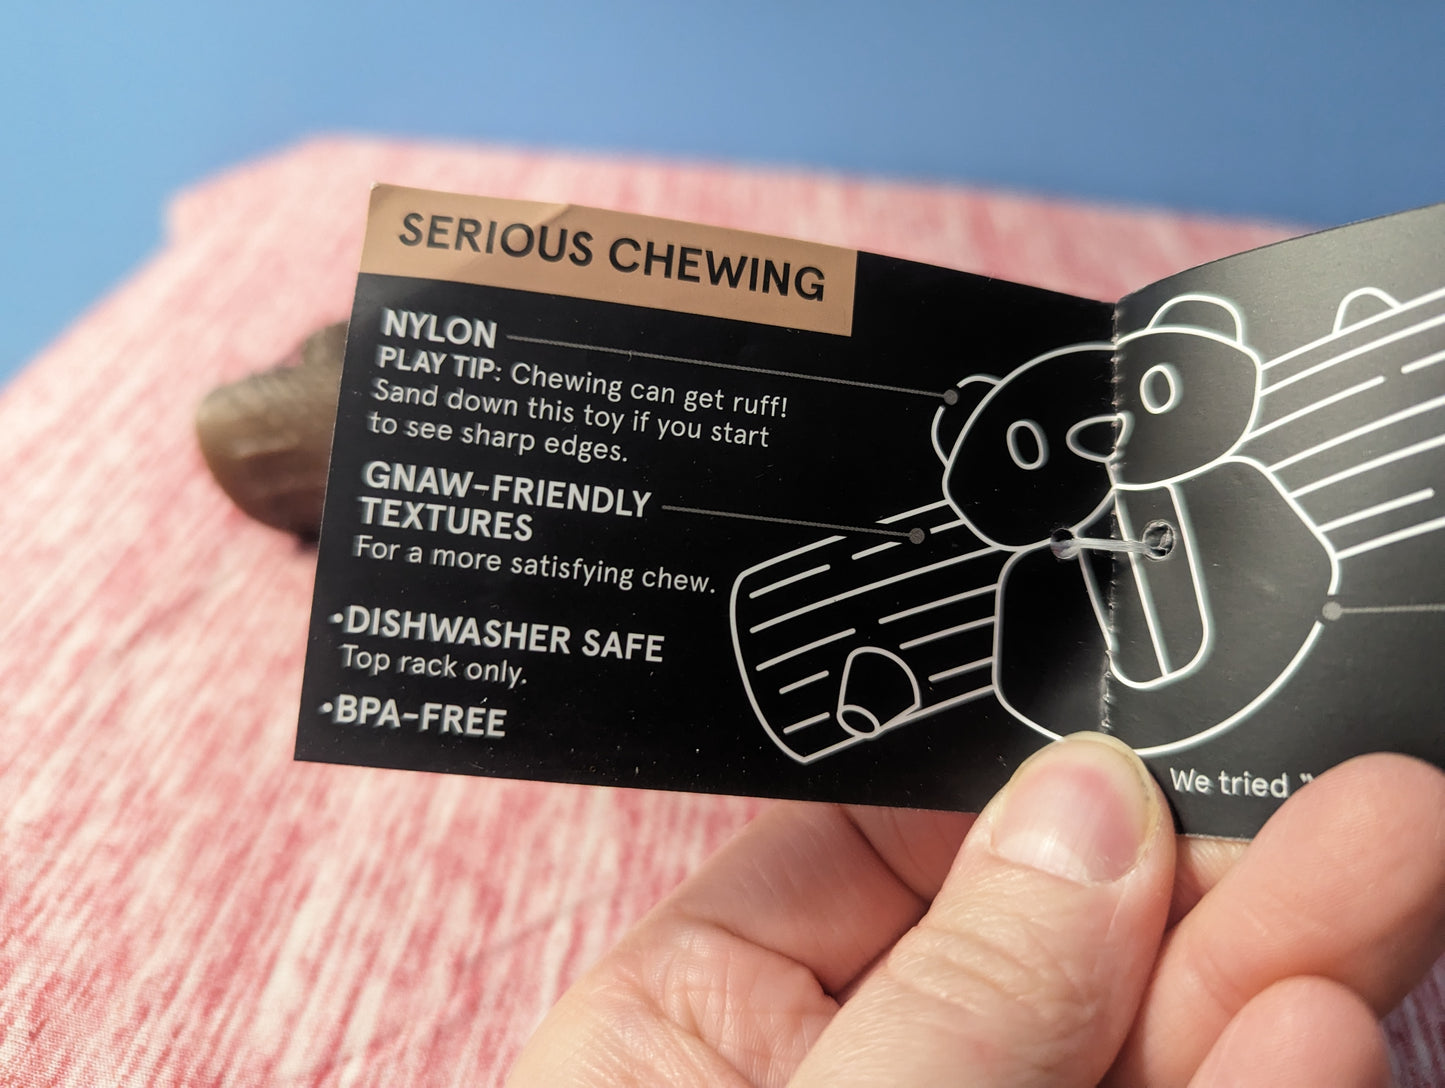 SERIOUS CHEWING
NYLON
PLAY TIP: Chewing can get ruff!
Sand down this toy if you start
to see sharp edges.
GNAW-FRIENDLY
TEXTURES
For a more satisfying chew.
•DISHWASHER SAFE
Top rack only.
•BPA-FREE
We tried "